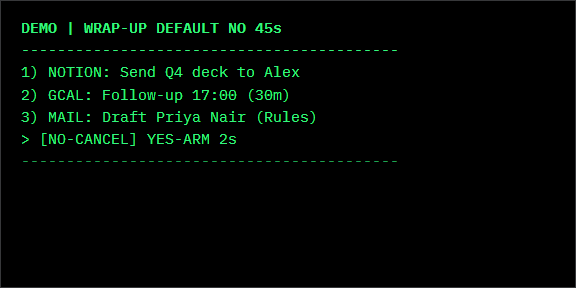 DEMO | WRAP-UP DEFAULT NO 45s
------------------------------------------
1) NOTION: Send Q4 deck to Alex
2) GCAL: Follow-up 17:00 (30m)
3) MAIL: Draft Priya Nair (Rules)
> [NO-CANCEL] YES-ARM 2s
------------------------------------------